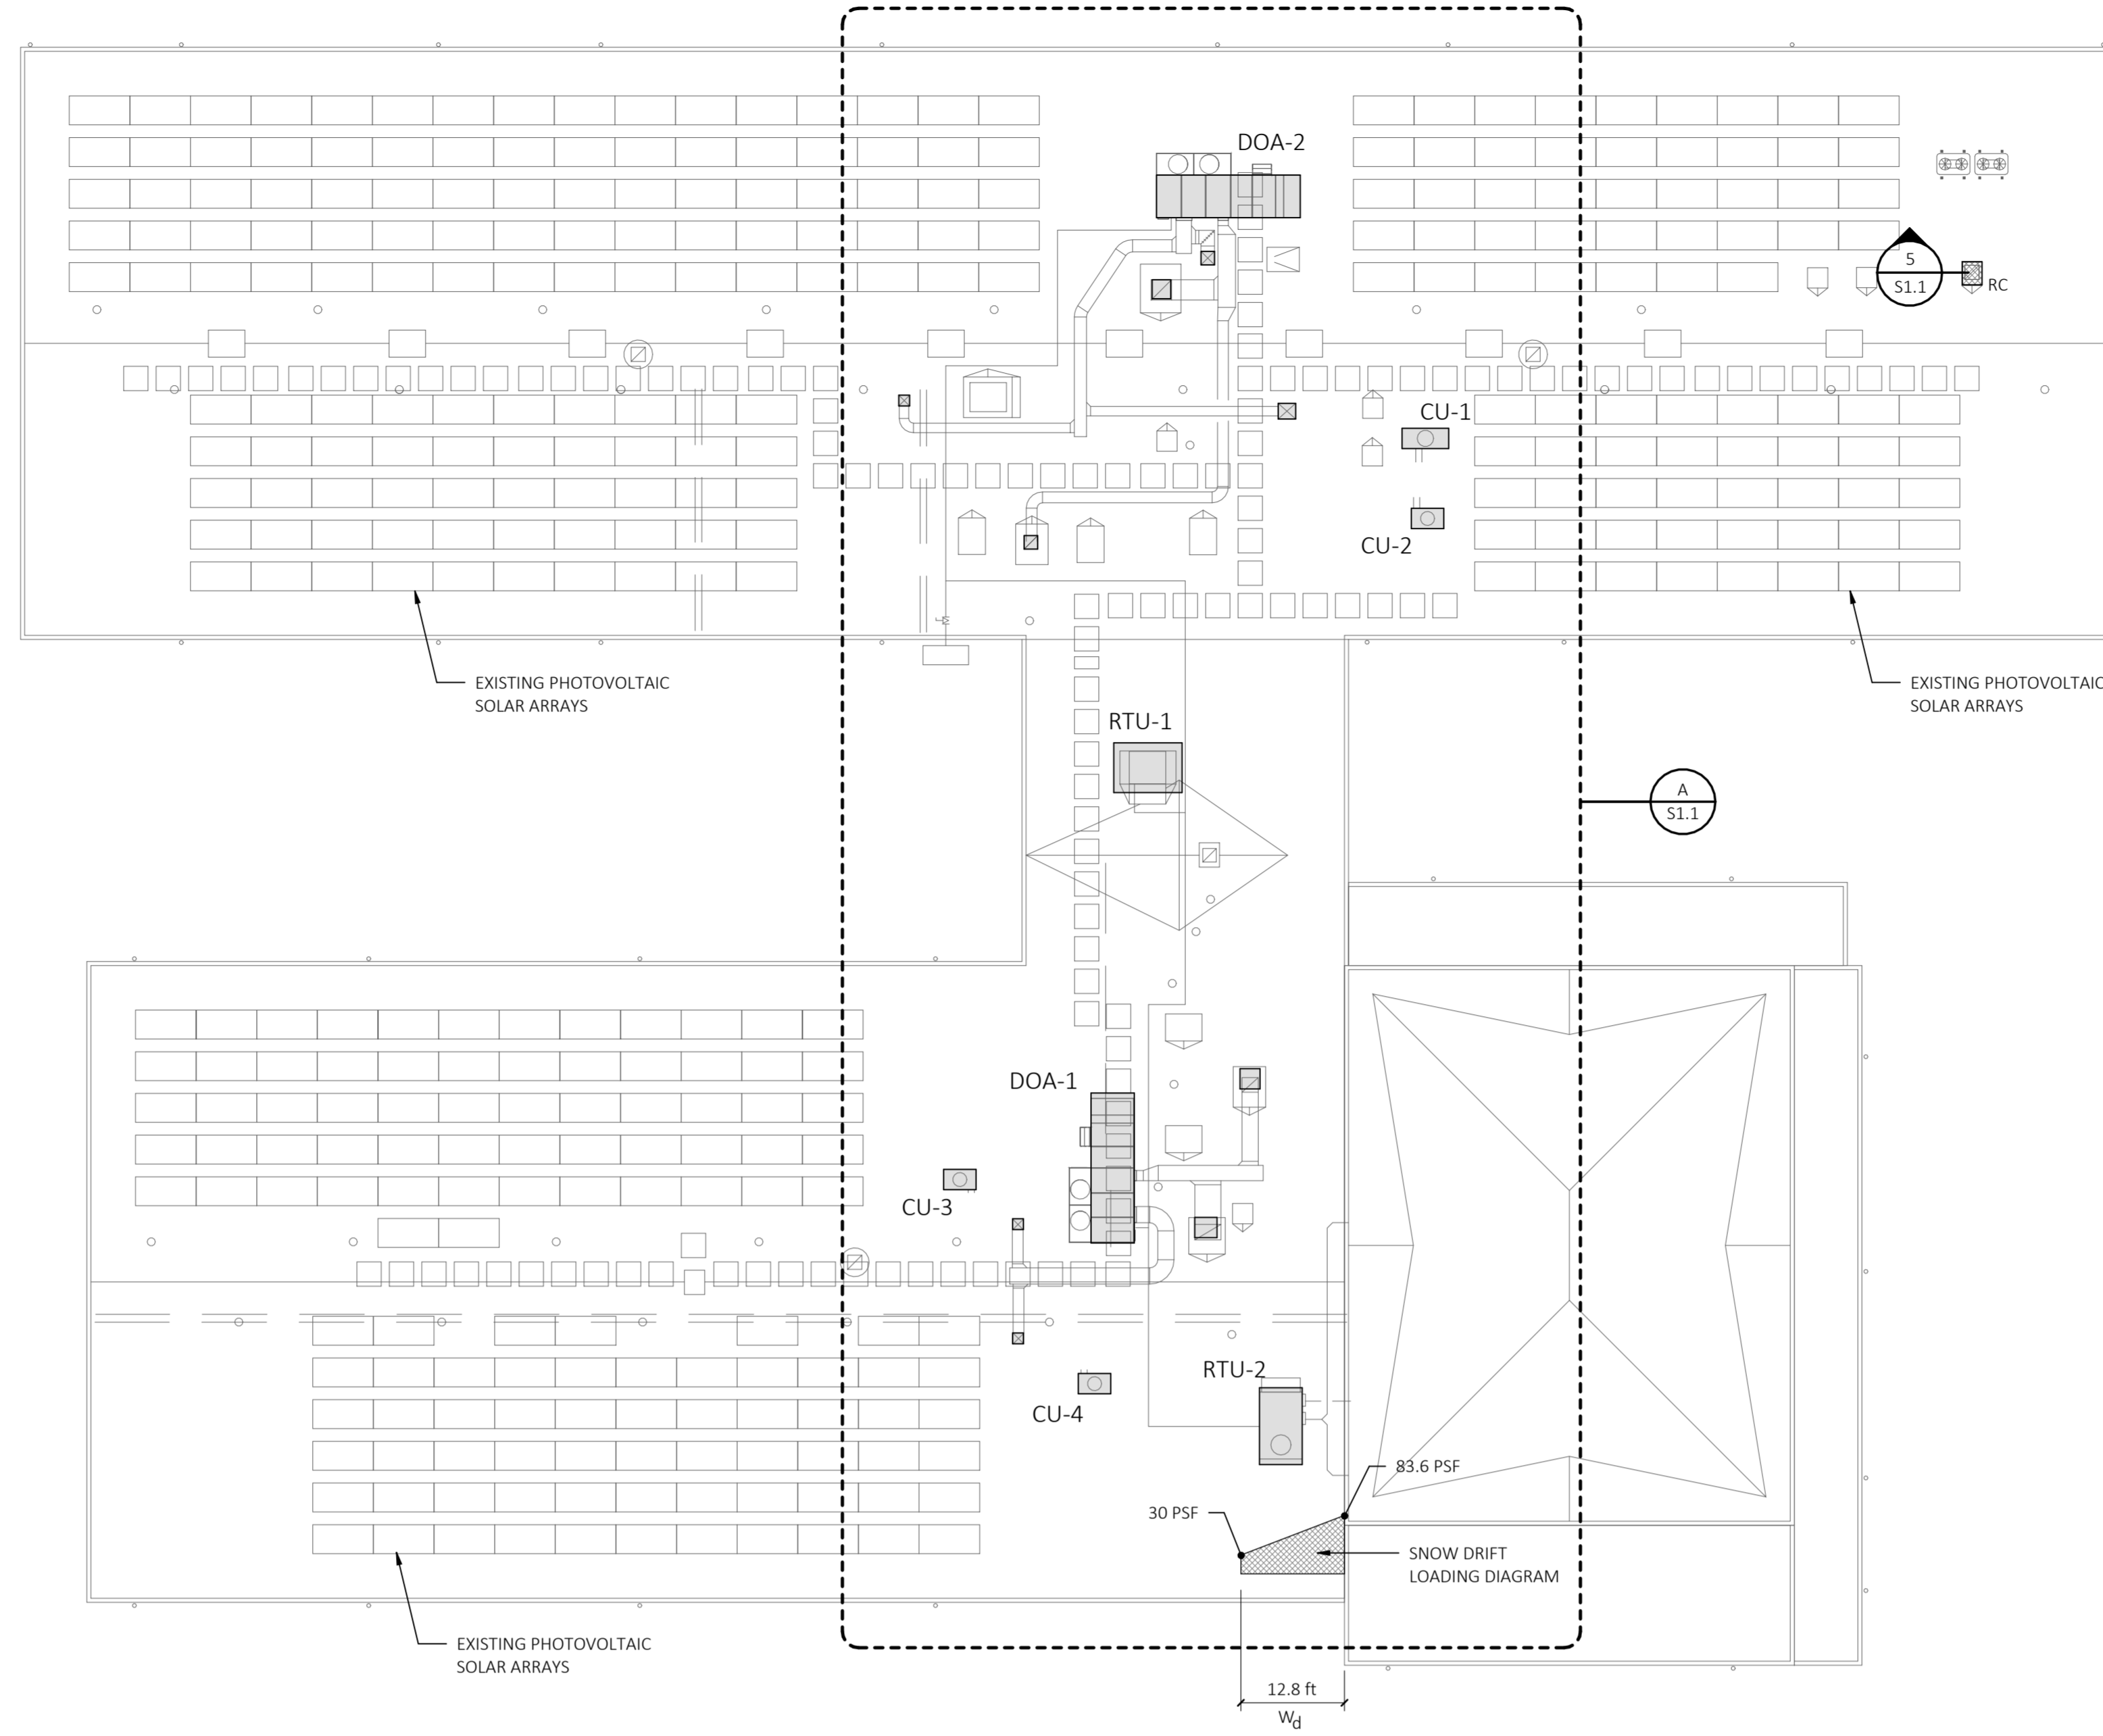 DOA-2
5
S1.1
RC
CU-1
CU-2
EXISTING PHOTOVOLTAIC
SOLAR ARRAYS
EXISTING PHOTOVOLTAIC
SOLAR ARRAYS
RTU-1
A
S1.1
DOA-1
CU-3
RTU-2
CU-4
83.6 PSF
30 PSF
SNOW DRIFT
LOADING DIAGRAM
EXISTING PHOTOVOLTAIC
SOLAR ARRAYS
12.8 ft
Wd